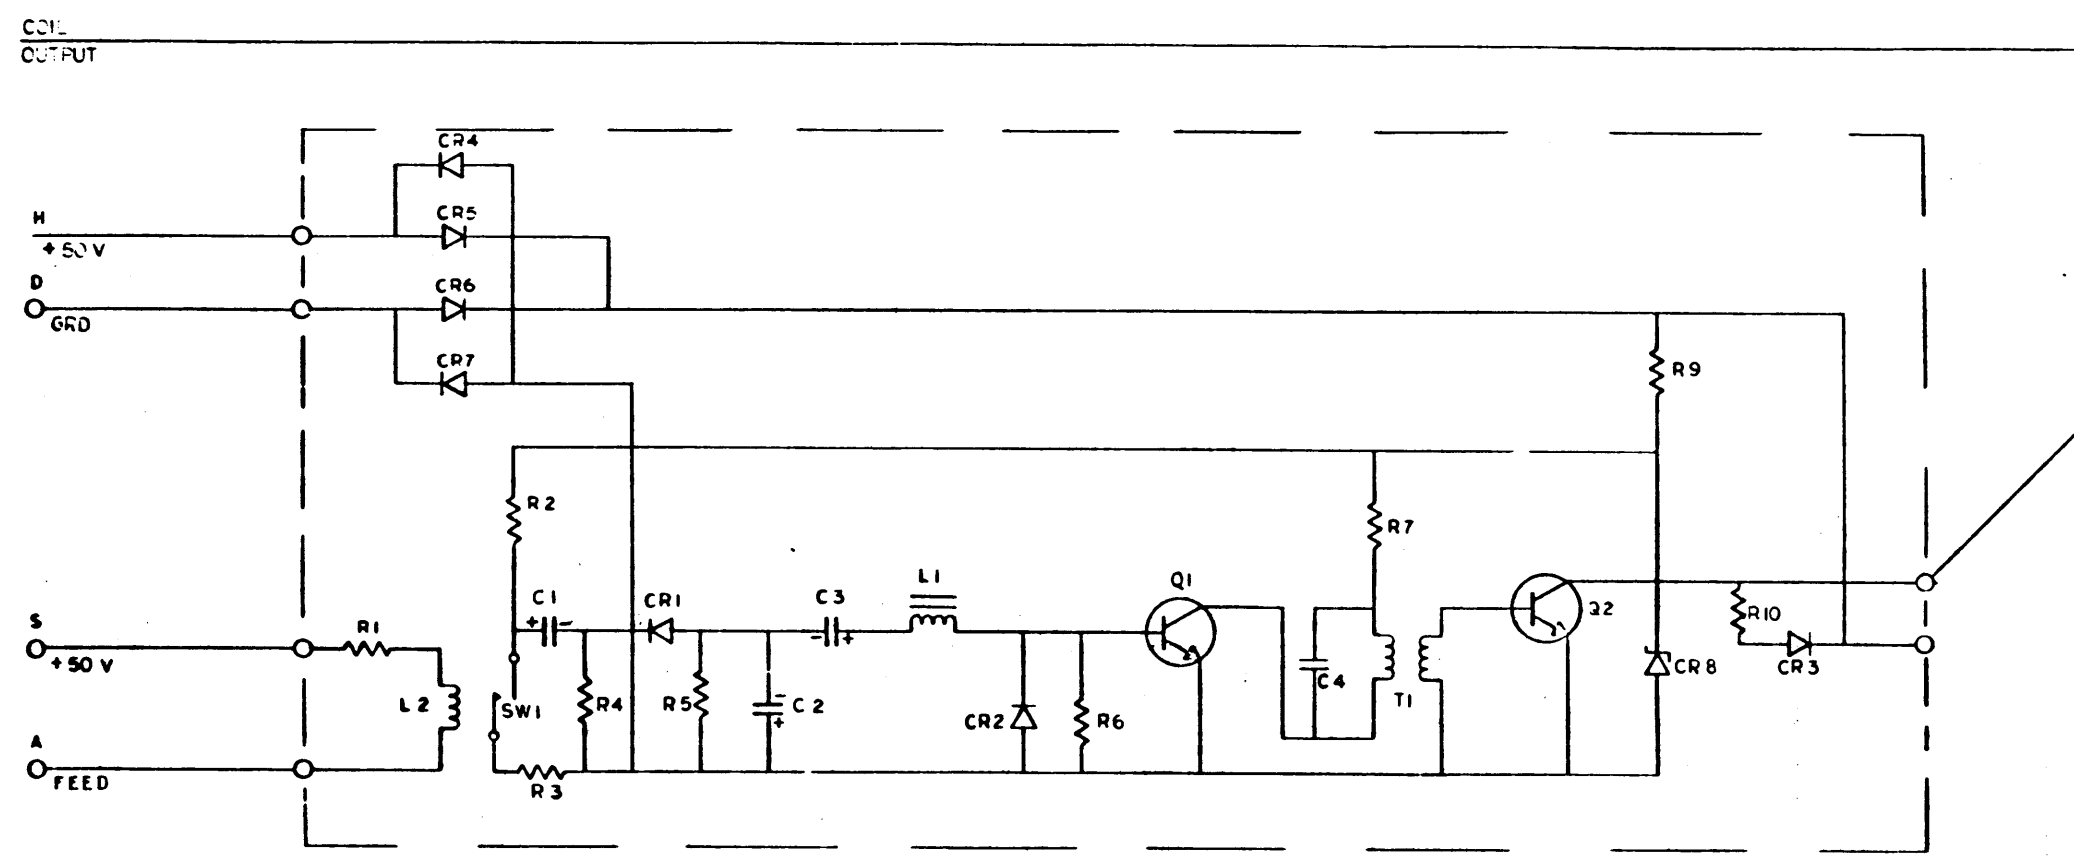 COIL
OUTPUT
CR4
H
CR5
+ 50 V
D
CR6
GRD
CR7
R9
R2
R7
S
R1
C1
CR1
C3
L1
Q1
Q2
R10
+ 50 V
+ -
- +
L2
SW1
R4
R5
-
C2
+
CR2
R6
C4
T1
CR8
CR3
A
FEED
R3